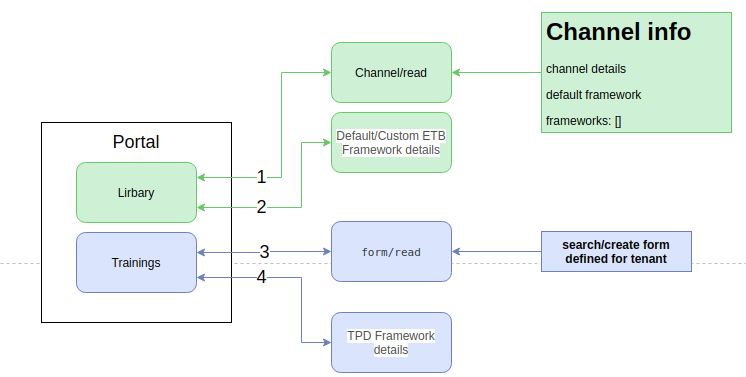 Channel info
channel details
default framework
frameworks: []
Channel/read
Default/Custom ETB
Framework details
Portal
Lirbary
1
2
Trainings
3
4
form/read
search/create form
defined for tenant
TPD Framework
details